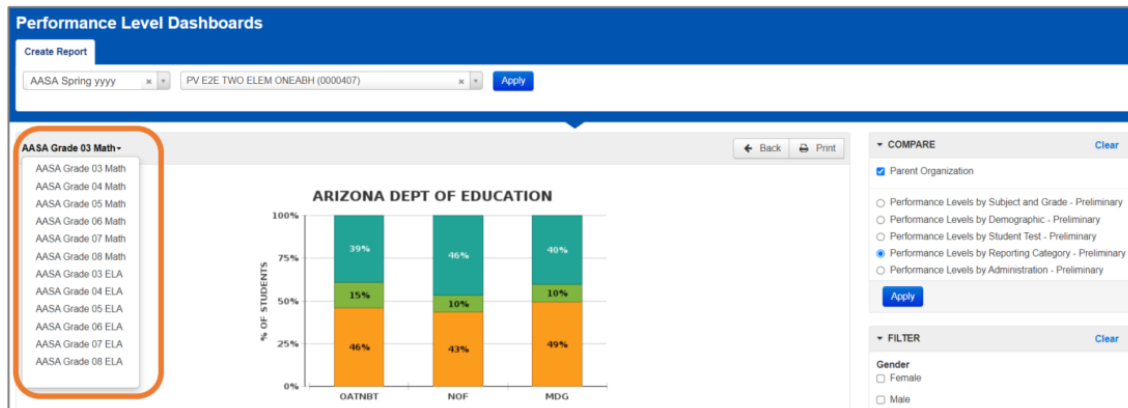 Performance Level Dashboards
Create Report
AASA Spring yyyy
PV E2E TWO ELEM ONEABH (0000407)
Apply
AASA Grade 03 Math
Back
Print
AASA Grade 03 Math
AASA Grade 04 Math
AASA Grade 05 Math
AASA Grade 06 Math
AASA Grade 07 Math
AASA Grade 08 Math
AASA Grade 03 ELA
AASA Grade 04 ELA
AASA Grade 05 ELA
AASA Grade 06 ELA
AASA Grade 07 ELA
AASA Grade 08 ELA
ARIZONA DEPT OF EDUCATION
% OF STUDENTS
100%
75%
50%
25%
0%
39%
46%
40%
15%
10%
10%
46%
43%
49%
OATNBT
NOF
MDG
COMPARE
Clear
Parent Organization
Performance Levels by Subject and Grade - Preliminary
Performance Levels by Demographic - Preliminary
Performance Levels by Student Test - Preliminary
Performance Levels by Reporting Category - Preliminary
Performance Levels by Administration - Preliminary
Apply
FILTER
Clear
Gender
Female
Male